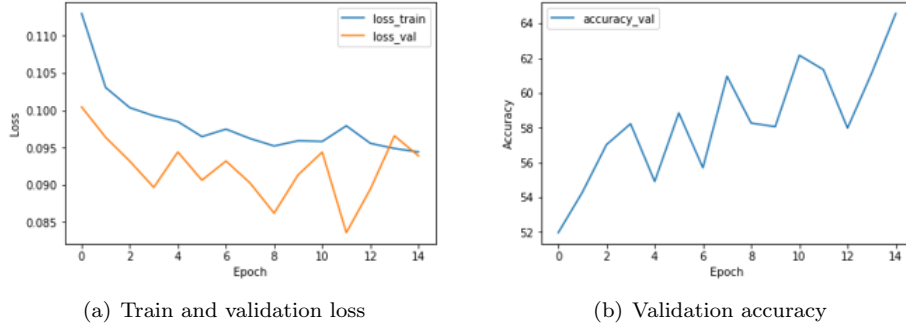 loss_train
loss_val
0.110
0.105
0.100
0.095
0.090
0.085
Loss
0 2 4 6 8 10 12 14
Epoch
(a) Train and validation loss
accuracy_val
64
62
60
58
56
54
52
Accuracy
0 2 4 6 8 10 12 14
Epoch
(b) Validation accuracy